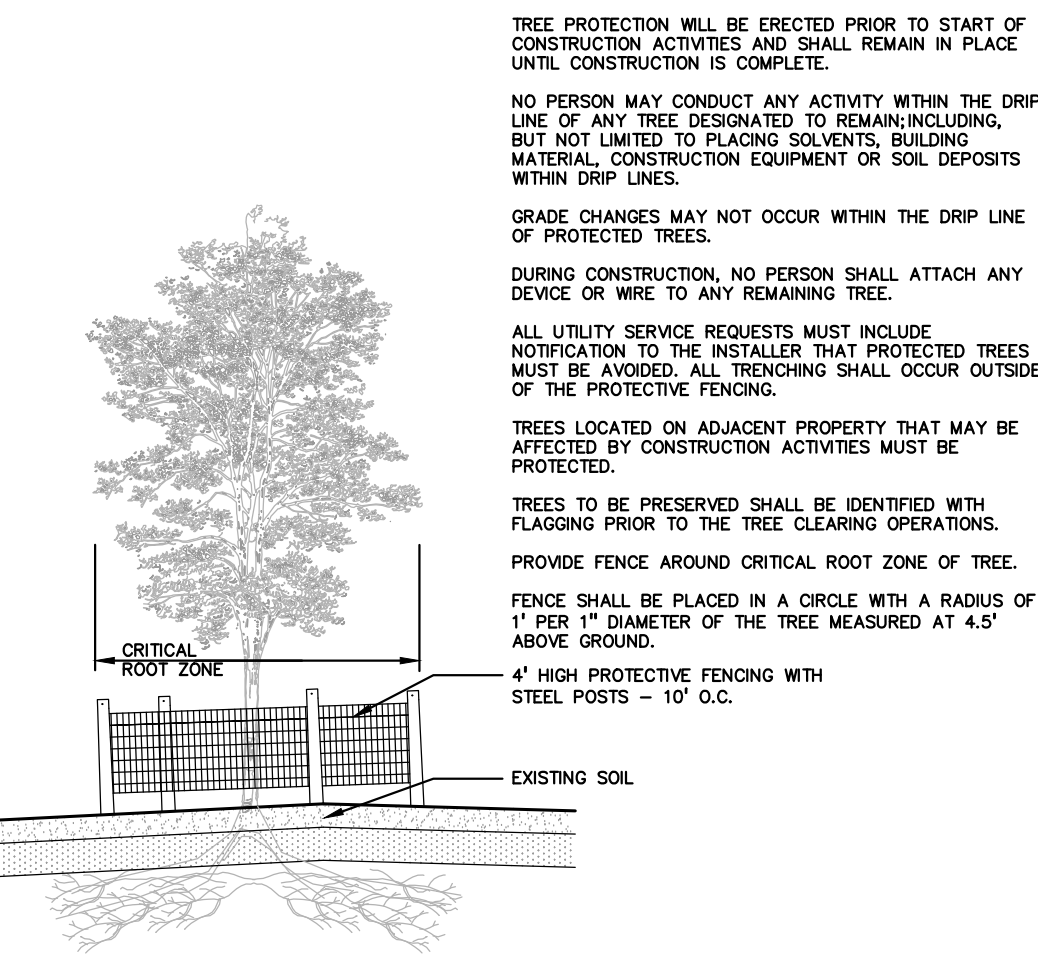 TREE PROTECTION WILL BE ERECTED PRIOR TO START OF
CONSTRUCTION ACTIVITIES AND SHALL REMAIN IN PLACE
UNTIL CONSTRUCTION IS COMPLETE.
NO PERSON MAY CONDUCT ANY ACTIVITY WITHIN THE DRIP
LINE OF ANY TREE DESIGNATED TO REMAIN;INCLUDING,
BUT NOT LIMITED TO PLACING SOLVENTS, BUILDING
MATERIAL, CONSTRUCTION EQUIPMENT OR SOIL DEPOSITS
WITHIN DRIP LINES.
GRADE CHANGES MAY NOT OCCUR WITHIN THE DRIP LINE
OF PROTECTED TREES.
DURING CONSTRUCTION, NO PERSON SHALL ATTACH ANY
DEVICE OR WIRE TO ANY REMAINING TREE.
ALL UTILITY SERVICE REQUESTS MUST INCLUDE
NOTIFICATION TO THE INSTALLER THAT PROTECTED TREES
MUST BE AVOIDED. ALL TRENCHING SHALL OCCUR OUTSIDE
OF THE PROTECTIVE FENCING.
TREES LOCATED ON ADJACENT PROPERTY THAT MAY BE
AFFECTED BY CONSTRUCTION ACTIVITIES MUST BE
PROTECTED.
TREES TO BE PRESERVED SHALL BE IDENTIFIED WITH
FLAGGING PRIOR TO THE TREE CLEARING OPERATIONS.
PROVIDE FENCE AROUND CRITICAL ROOT ZONE OF TREE.
FENCE SHALL BE PLACED IN A CIRCLE WITH A RADIUS OF
1' PER 1" DIAMETER OF THE TREE MEASURED AT 4.5'
ABOVE GROUND.
CRITICAL
ROOT ZONE
4' HIGH PROTECTIVE FENCING WITH
STEEL POSTS – 10' O.C.
EXISTING SOIL